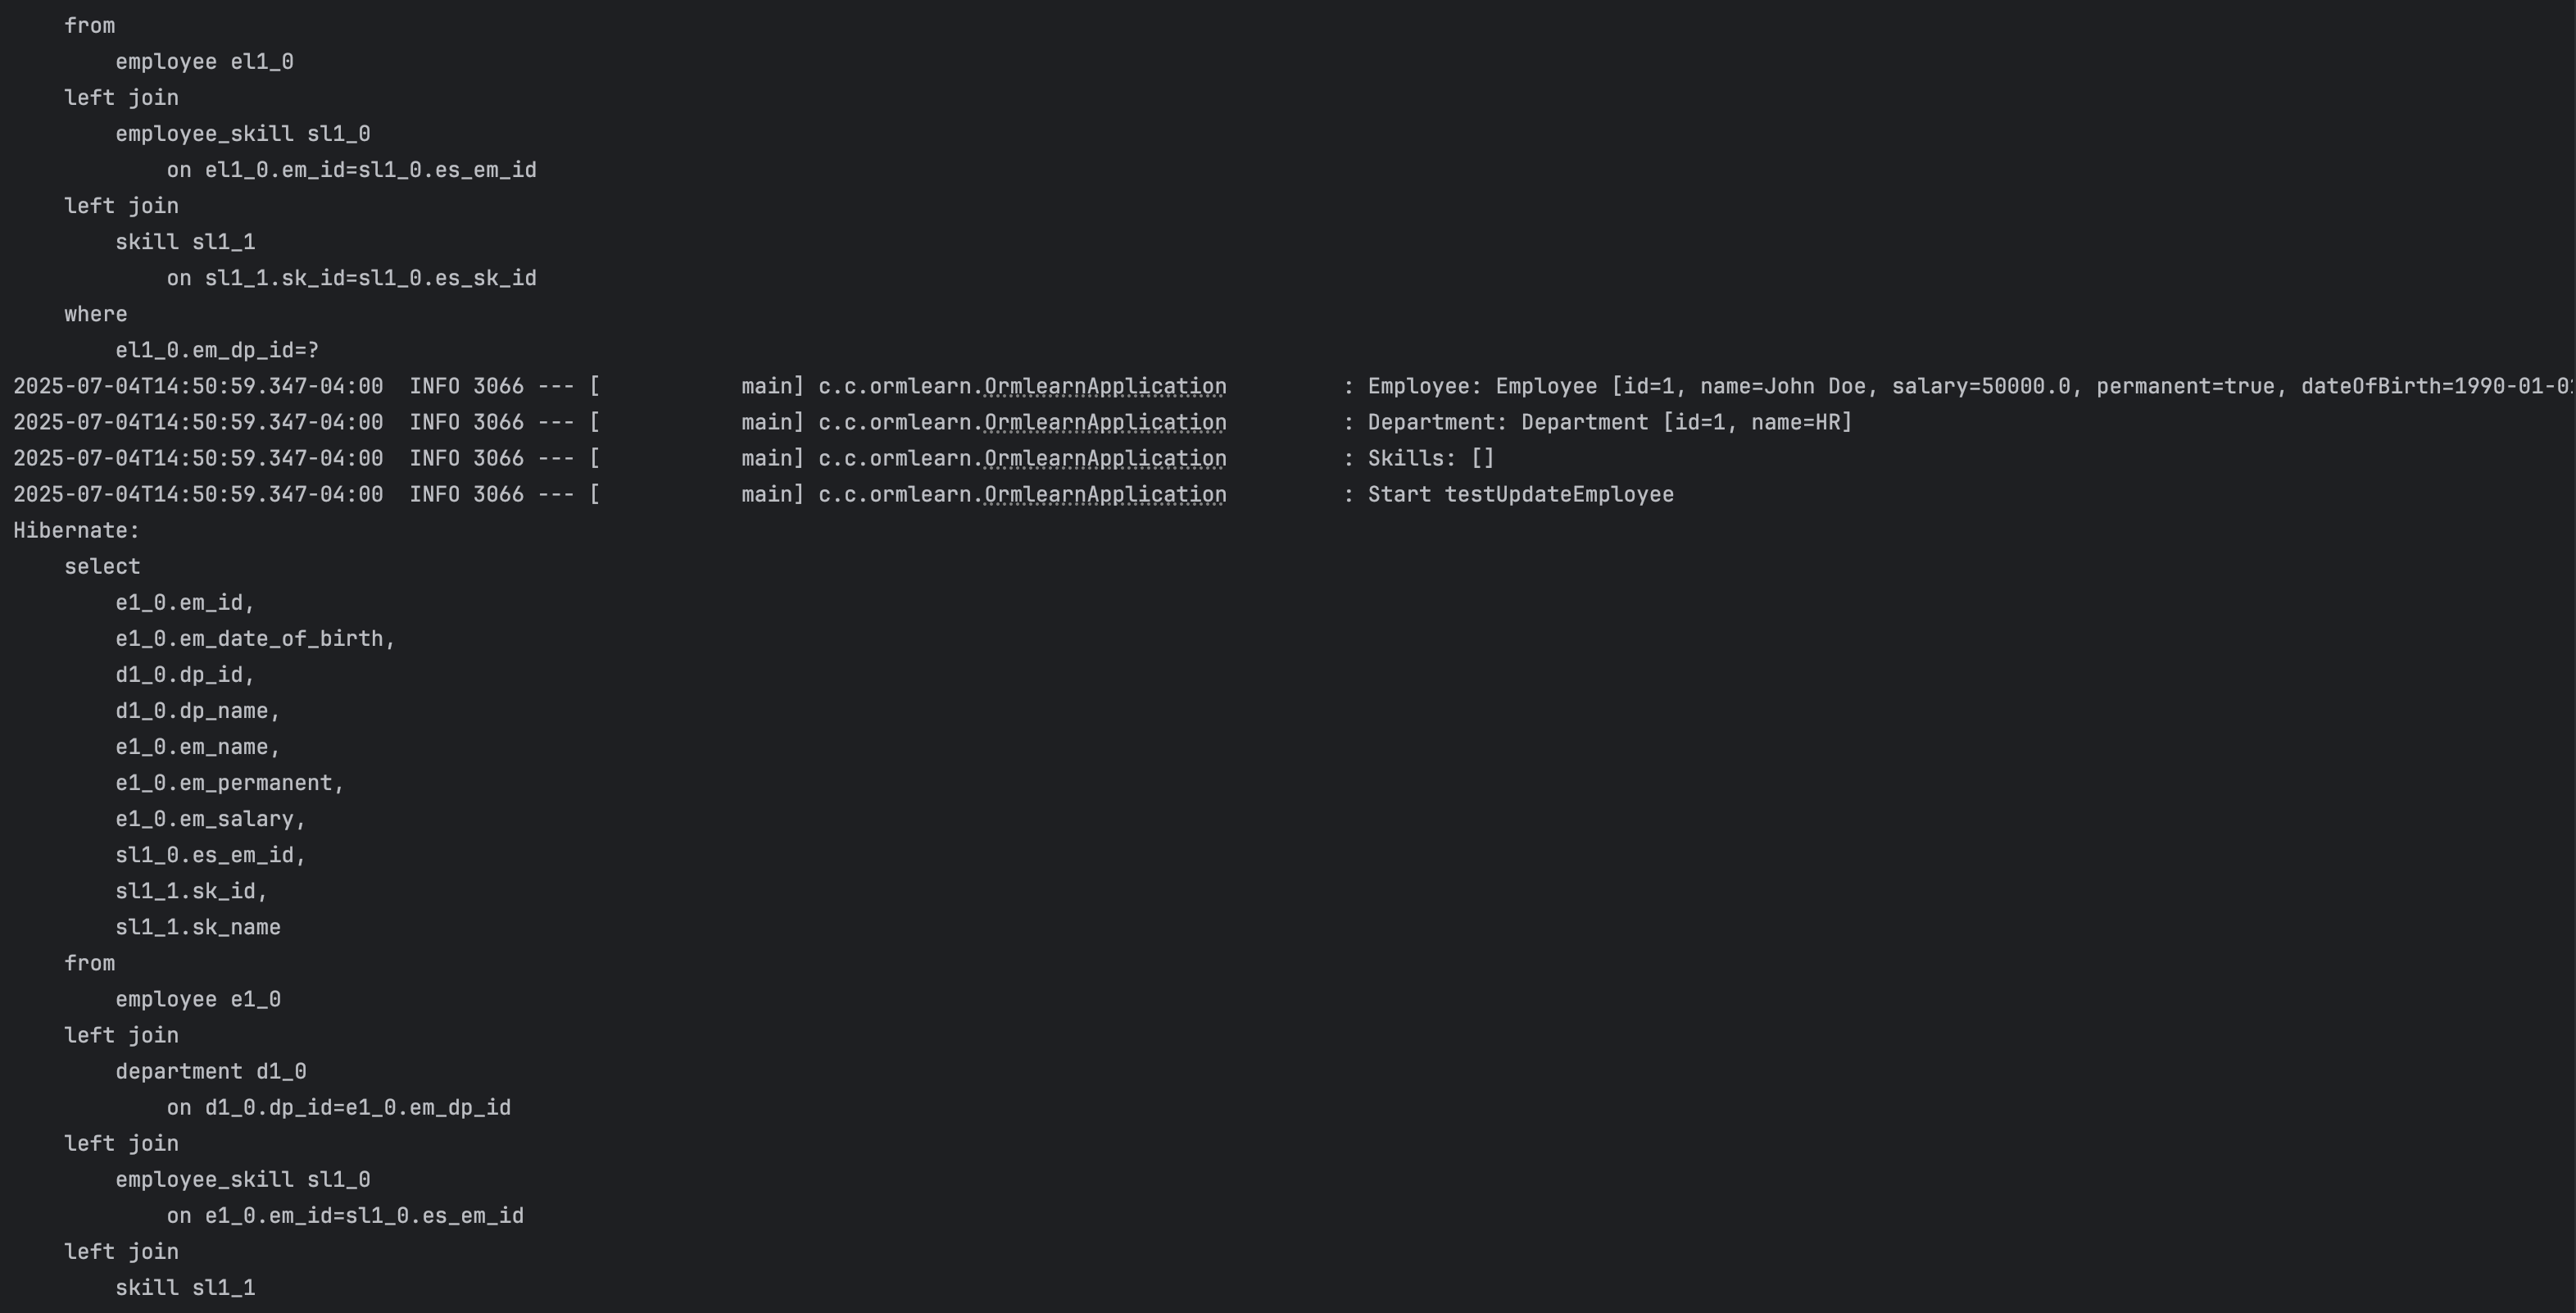 from
employee el1_0
left join
employee_skill sl1_0
on el1_0.em_id=sl1_0.es_em_id
left join
skill sl1_1
on sl1_1.sk_id=sl1_0.es_sk_id
where
el1_0.em_dp_id=?
2025-07-04T14:50:59.347-04:00  INFO 3066 --- [           main] c.c.ormlearn.OrmlearnApplication         : Employee: Employee [id=1, name=John Doe, salary=50000.0, permanent=true, dateOfBirth=1990-01-0
2025-07-04T14:50:59.347-04:00  INFO 3066 --- [           main] c.c.ormlearn.OrmlearnApplication         : Department: Department [id=1, name=HR]
2025-07-04T14:50:59.347-04:00  INFO 3066 --- [           main] c.c.ormlearn.OrmlearnApplication         : Skills: []
2025-07-04T14:50:59.347-04:00  INFO 3066 --- [           main] c.c.ormlearn.OrmlearnApplication         : Start testUpdateEmployee
Hibernate:
select
e1_0.em_id,
e1_0.em_date_of_birth,
d1_0.dp_id,
d1_0.dp_name,
e1_0.em_name,
e1_0.em_permanent,
e1_0.em_salary,
sl1_0.es_em_id,
sl1_1.sk_id,
sl1_1.sk_name
from
employee e1_0
left join
department d1_0
on d1_0.dp_id=e1_0.em_dp_id
left join
employee_skill sl1_0
on e1_0.em_id=sl1_0.es_em_id
left join
skill sl1_1